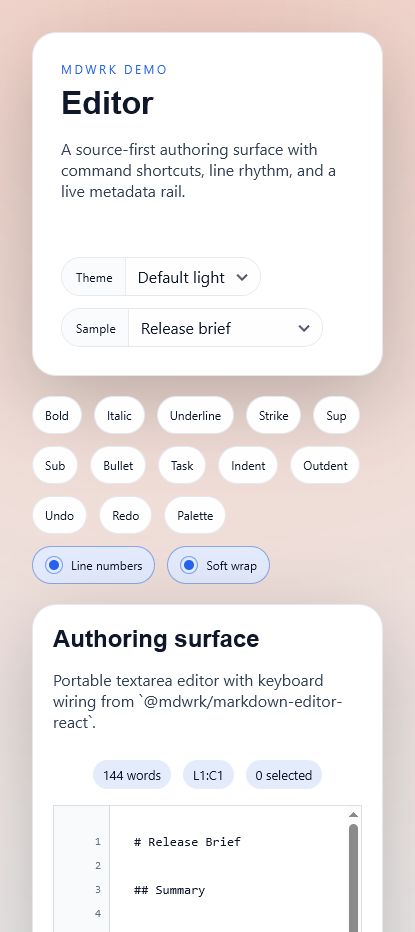 MDWRK DEMO
Editor
A source-first authoring surface with
command shortcuts, line rhythm, and a
live metadata rail.
Theme Default light
Sample Release brief
Bold Italic Underline Strike Sup
Sub Bullet Task Indent Outdent
Undo Redo Palette
Line numbers Soft wrap
Authoring surface
Portable textarea editor with keyboard
wiring from `@mdwrk/markdown-editor-
react`.
144 words L1:C1 0 selected
1 # Release Brief
2
3 ## Summary
4